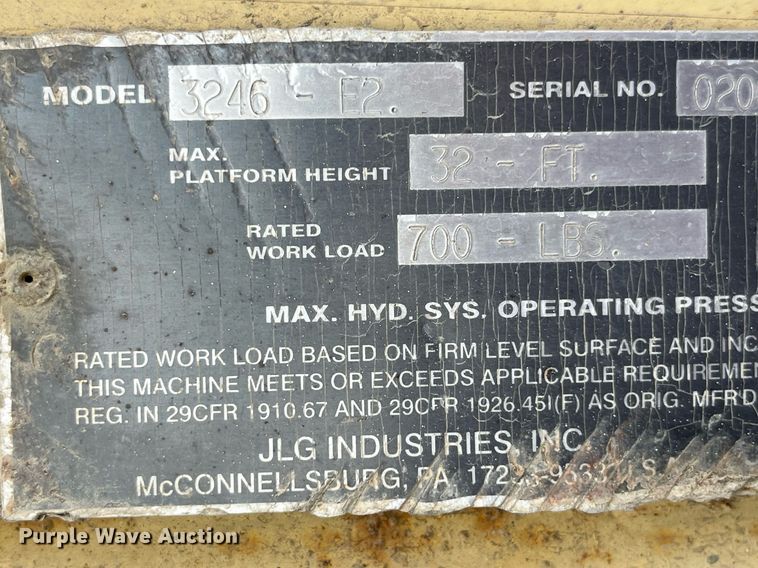 MODEL 3246 - E2. SERIAL NO. 020
MAX.
PLATFORM HEIGHT 32 - FT.
RATED
WORK LOAD 700 - LBS.
MAX. HYD. SYS. OPERATING PRESS
RATED WORK LOAD BASED ON FIRM LEVEL SURFACE AND INC
THIS MACHINE MEETS OR EXCEEDS APPLICABLE REQUIREMEN
REG. IN 29CFR 1910.67 AND 29CFR 1926.451(F) AS ORIG. MFR'D
JLG INDUSTRIES, INC.
McCONNELLSBURG, PA 17233-9533
Purple Wave Auction